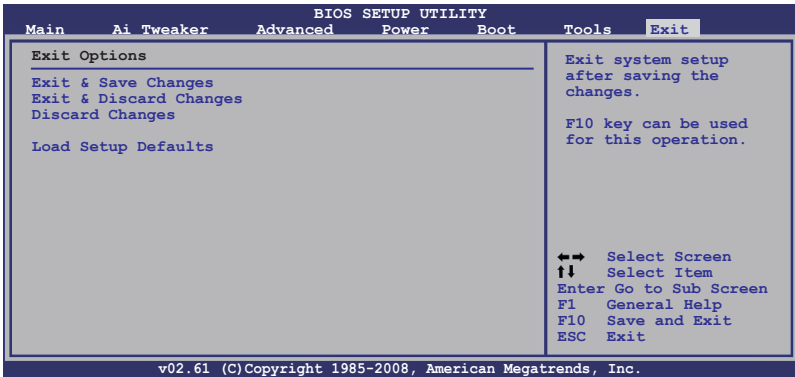 BIOS SETUP UTILITY
Main Ai Tweaker Advanced Power Boot Tools Exit
Exit Options
Exit & Save Changes
Exit & Discard Changes
Discard Changes
Load Setup Defaults
Exit system setup
after saving the
changes.
F10 key can be used
for this operation.
←→ Select Screen
↑↓ Select Item
Enter Go to Sub Screen
F1 General Help
F10 Save and Exit
ESC Exit
v02.61 (C)Copyright 1985-2008, American Megatrends, Inc.